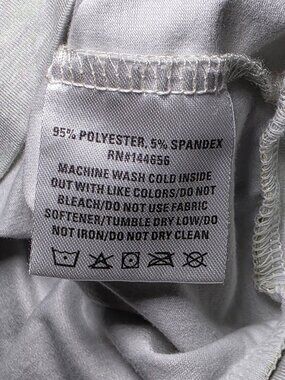 95% POLYESTER, 5% SPANDEX
RN#144656
MACHINE WASH COLD INSIDE
OUT WITH LIKE COLORS/DO NOT
BLEACH/DO NOT USE FABRIC
SOFTENER/TUMBLE DRY LOW/DO
NOT IRON/DO NOT DRY CLEAN